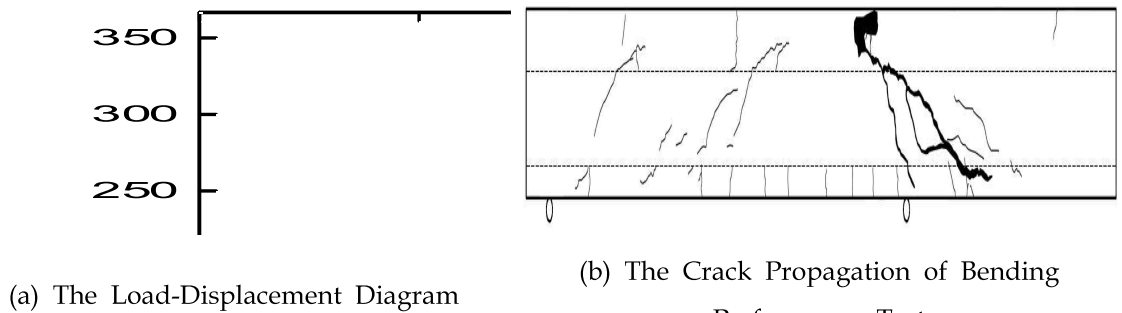 350
300
250
(a) The Load-Displacement Diagram
(b) The Crack Propagation of Bending